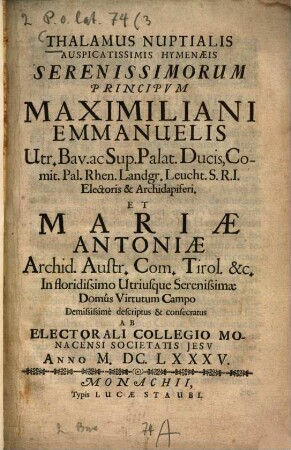 2 P.o.lat. 74 (3
THALAMUS NUPTIALIS
AUSPICATISSIMIS HYMENÆIS
SERENISSIMORUM
PRINCIPVM
MAXIMILIANI
EMMANUELIS
Utr. Bav. ac Sup. Palat. Ducis, Co-
mit. Pal. Rhen. Landgr. Leucht. S. R. I.
Electoris & Archidapiferi.
ET
MARIÆ
ANTONIÆ
Archid. Austr. Com. Tirol. &c.
In floridissimo Utriusque Serenissimæ
Domûs Virtutum Campo
Demississimè descriptus & consecratus
AB
ELECTORALI COLLEGIO MO-
NACENSI SOCIETATIS JESV
ANNO M. DC. LXXXV.
MONACHII,
Typis LUCÆ STAUBI.
74 A